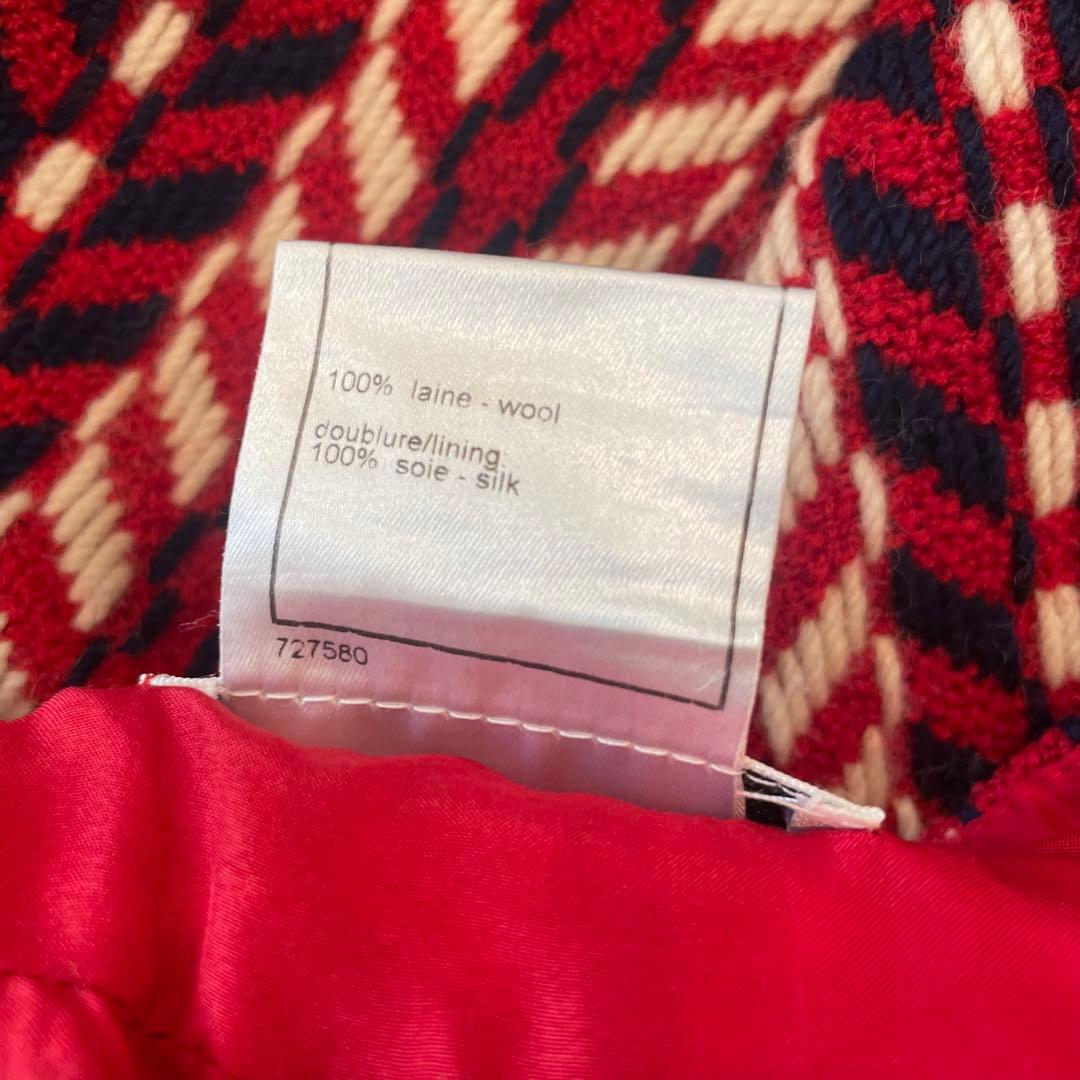 100% laine - wool
doublure/lining
100% soie - silk
727580